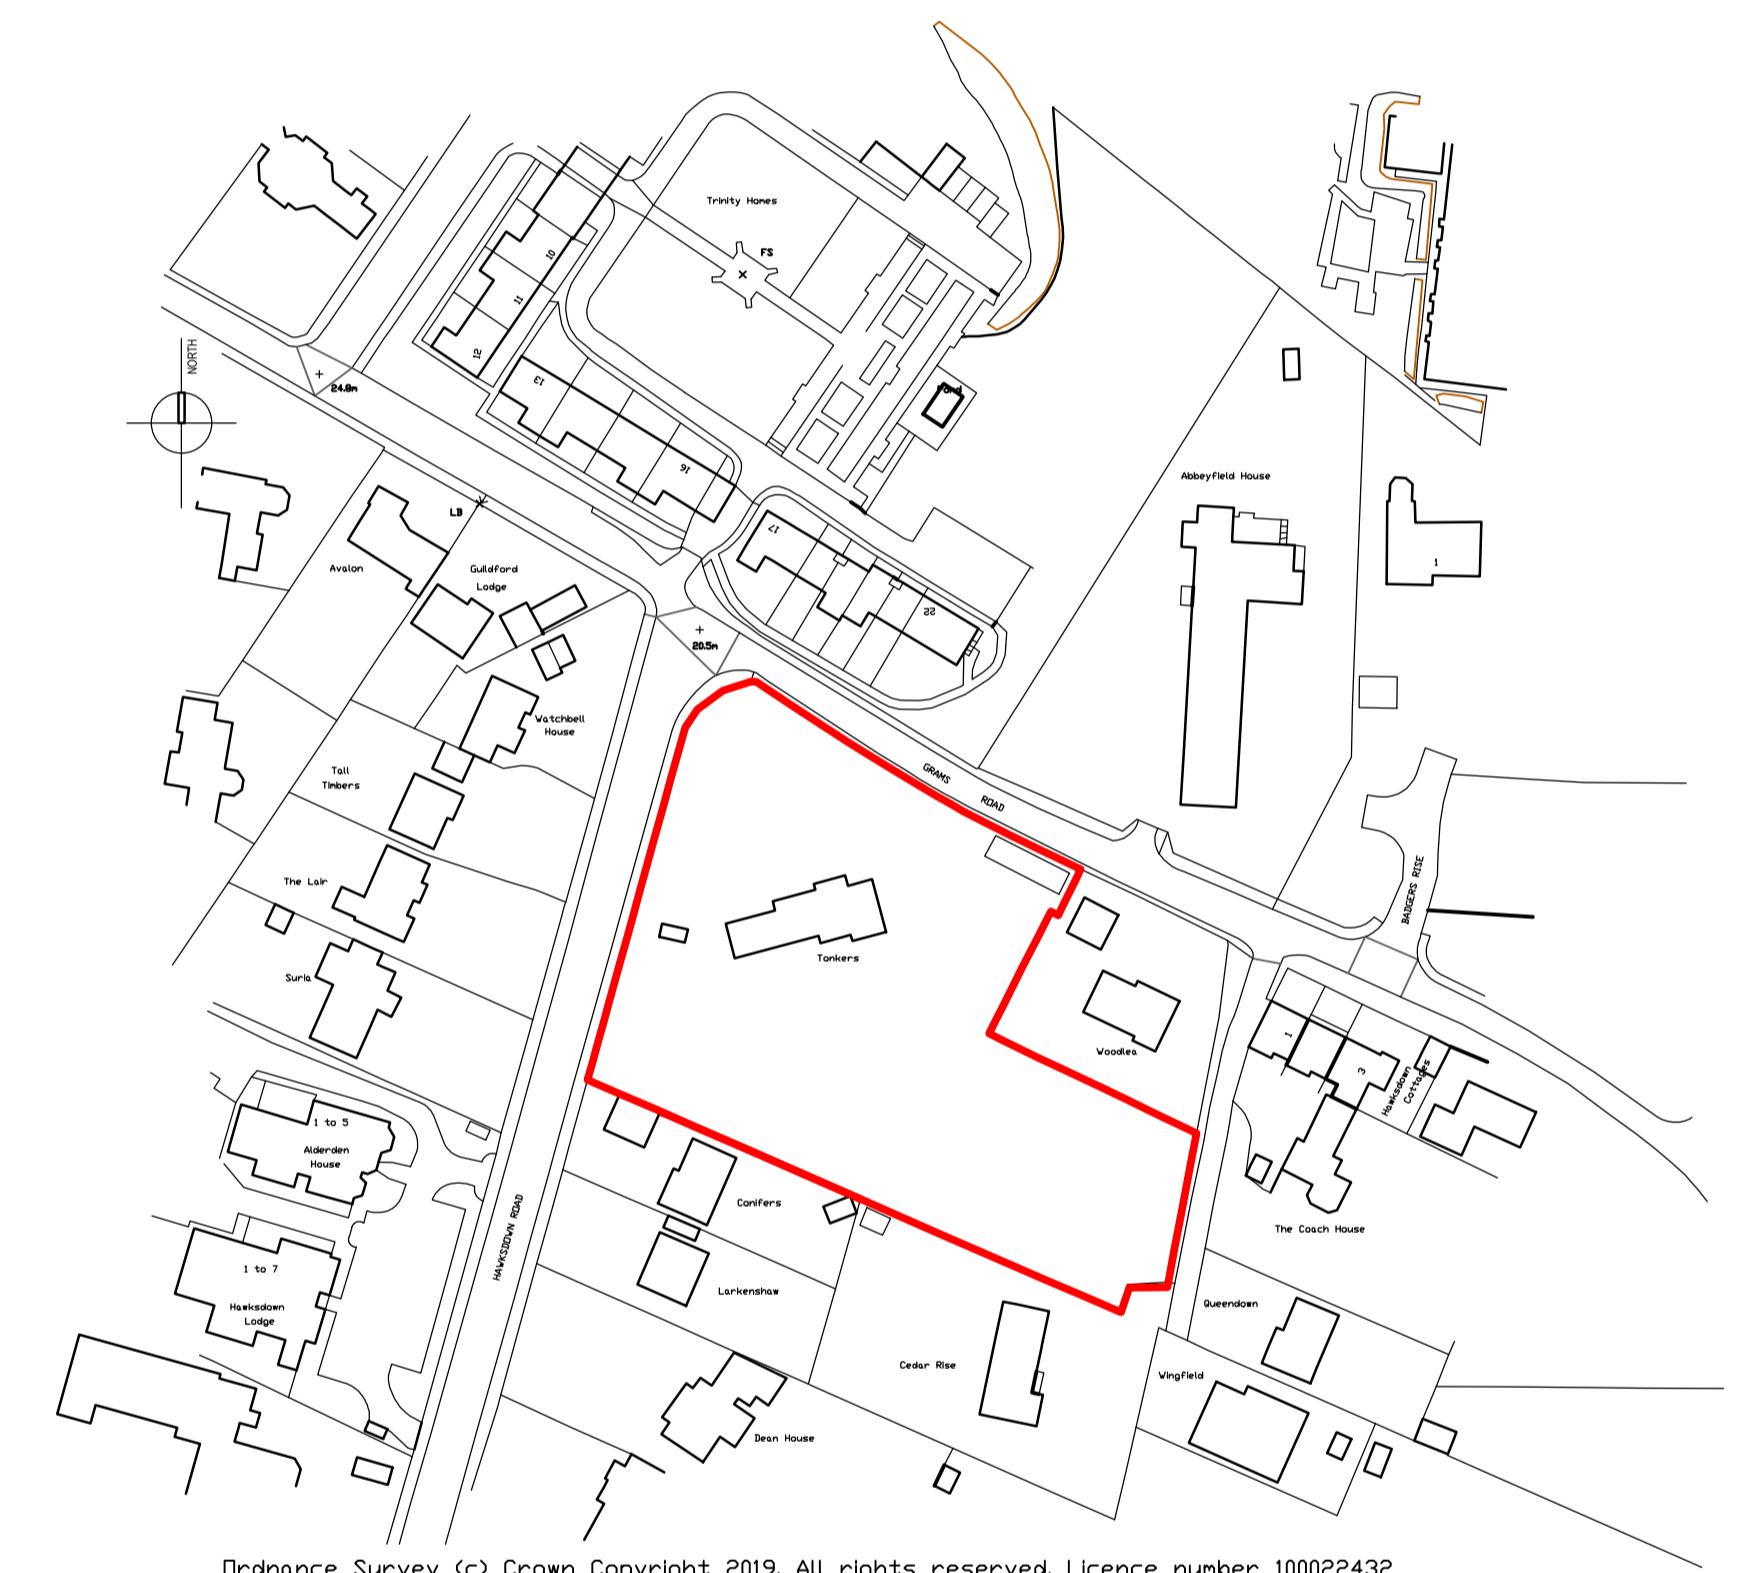 Trinity Homes
FS
10
11
12
NORTH
24.8m
13
16
Pond
LB
Abbeyfield House
17
1
Avalon
Guildford
Lodge
22
20.5m
Watchbell
House
GRAMS
ROAD
Tall
Timbers
The Lair
BADGERS RISE
Tonkers
Suria
Woodlea
1
3
Hawksdown
Cottages
1 to 5
Alderden
House
Conifers
HAWKSDOWN ROAD
The Coach House
1 to 7
Larkenshaw
Hawksdown
Lodge
Queendown
Cedar Rise
Wingfield
Dean House
Ordnance Survey (c) Crown Copyright 2019. All rights reserved. Licence number 100022432